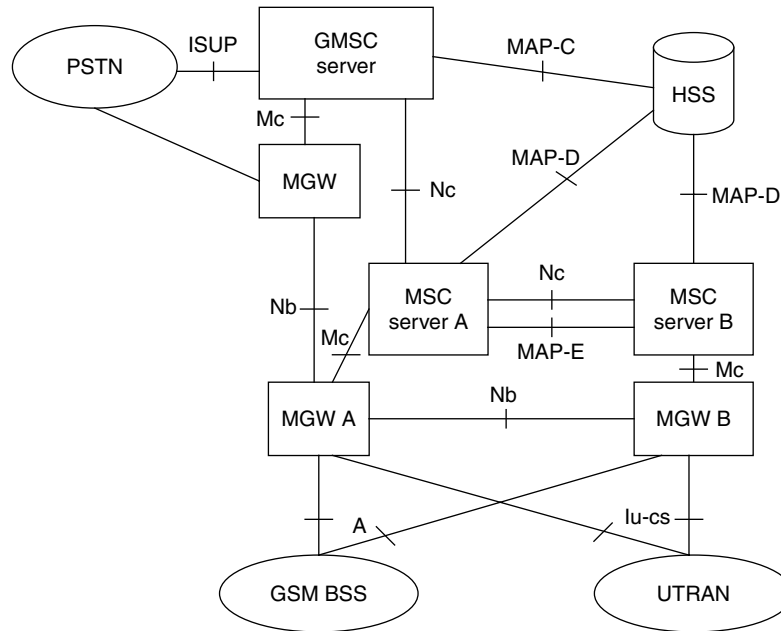 ISUP
GMSC
server
MAP-C
PSTN
HSS
Mc
MAP-D
MGW
Nc
MAP-D
MSC
server A
Nc
MAP-E
MSC
server B
Nb
Mc
Mc
MGW A
Nb
MGW B
A
Iu-cs
GSM BSS
UTRAN